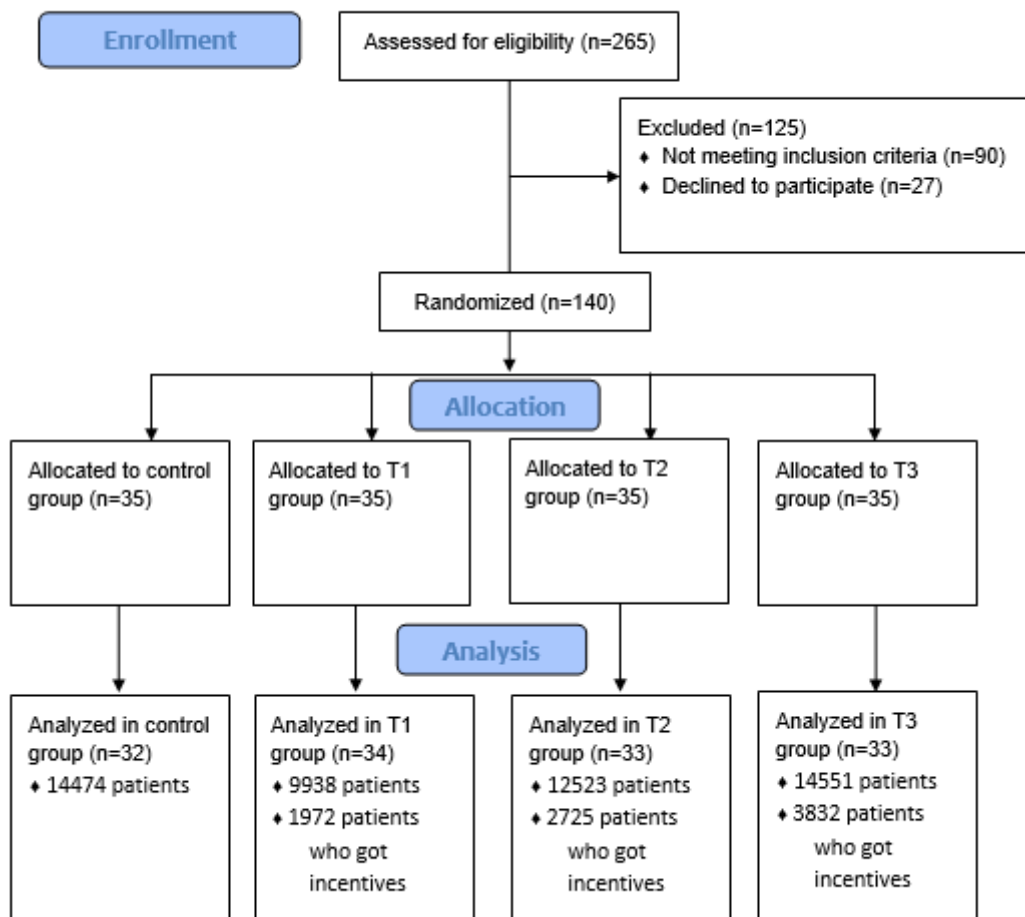 Enrollment
Assessed for eligibility (n=265)
Excluded (n=125)
♦ Not meeting inclusion criteria (n=90)
♦ Declined to participate (n=27)
Randomized (n=140)
Allocation
Allocated to control
group (n=35)
Allocated to T1
group (n=35)
Allocated to T2
group (n=35)
Allocated to T3
group (n=35)
Analysis
Analyzed in control
group (n=32)
♦ 14474 patients
Analyzed in T1
group (n=34)
♦ 9938 patients
♦ 1972 patients
who got
incentives
Analyzed in T2
group (n=33)
♦ 12523 patients
♦ 2725 patients
who got
incentives
Analyzed in T3
group (n=33)
♦ 14551 patients
♦ 3832 patients
who got
incentives